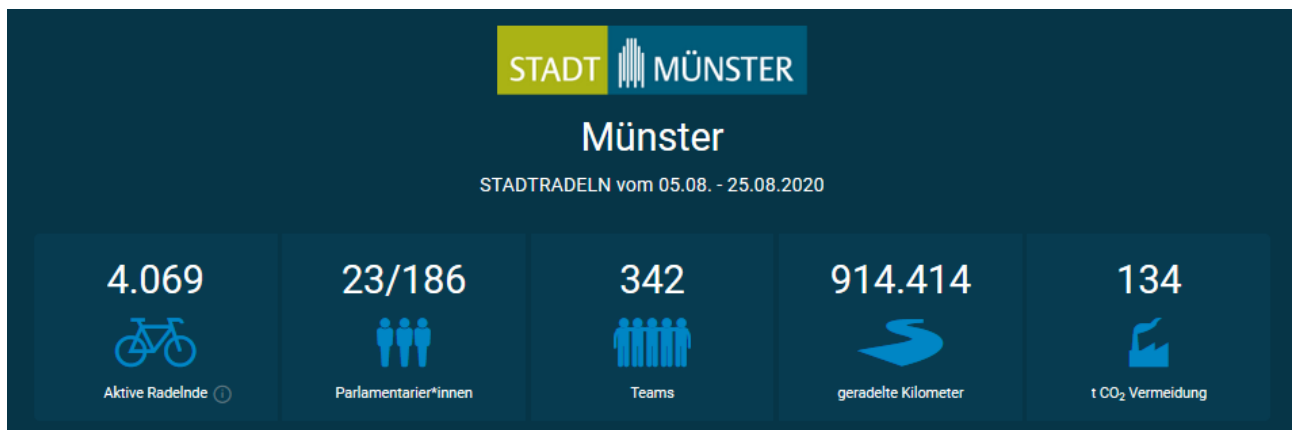 STADT MÜNSTER
Münster
STADTRADELN vom 05.08. - 25.08.2020
4.069
23/186
342
914.414
134
Aktive Radelnde
Parlamentarier*innen
Teams
geradelte Kilometer
t CO₂ Vermeidung